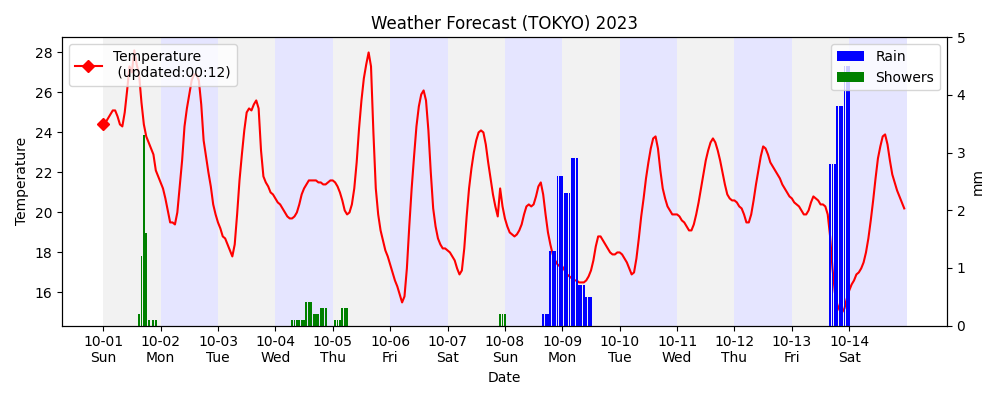 Weather Forecast (TOKYO) 2023
Temperature
(updated:00:12)
Rain
Showers
Temperature
28
26
24
22
20
18
16
5
4
3
2
1
0
mm
10-01 10-02 10-03 10-04 10-05 10-06 10-07 10-08 10-09 10-10 10-11 10-12 10-13 10-14
Sun Mon Tue Wed Thu Fri Sat Sun Mon Tue Wed Thu Fri Sat
Date